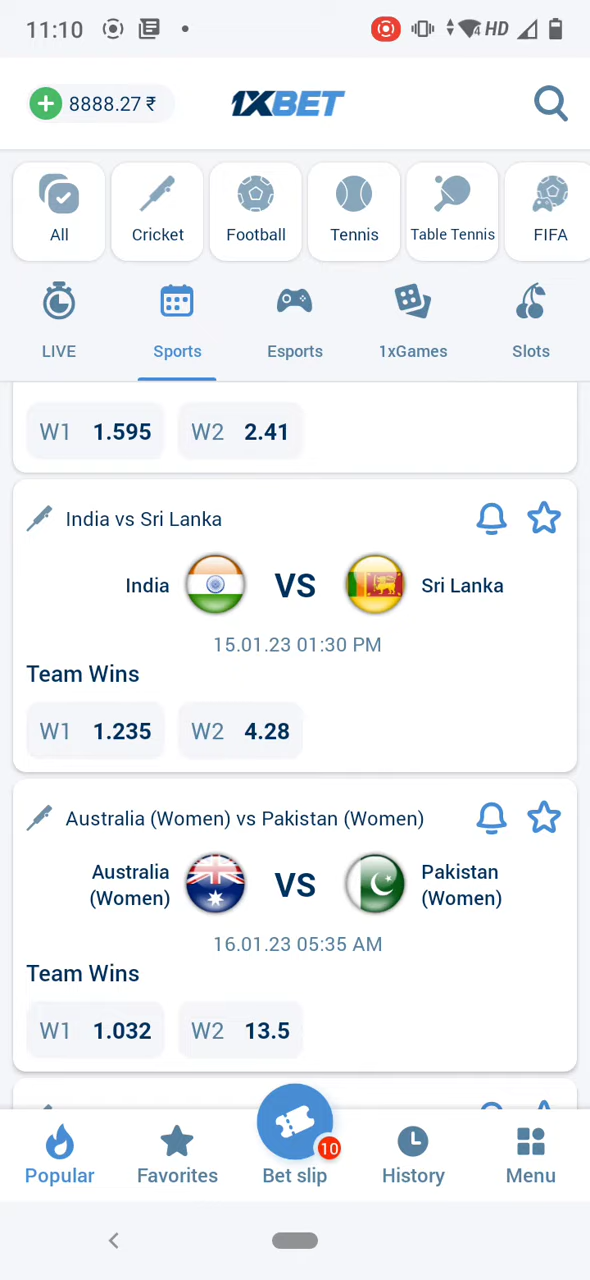 11:10
4 HD
8888.27 ₹
1XBET
All
Cricket
Football
Tennis
Table Tennis
FIFA
LIVE
Sports
Esports
1xGames
Slots
W1 1.595 W2 2.41
India vs Sri Lanka
India VS Sri Lanka
15.01.23 01:30 PM
Team Wins
W1 1.235 W2 4.28
Australia (Women) vs Pakistan (Women)
Australia (Women) VS Pakistan (Women)
16.01.23 05:35 AM
Team Wins
W1 1.032 W2 13.5
10
Popular
Favorites
Bet slip
History
Menu